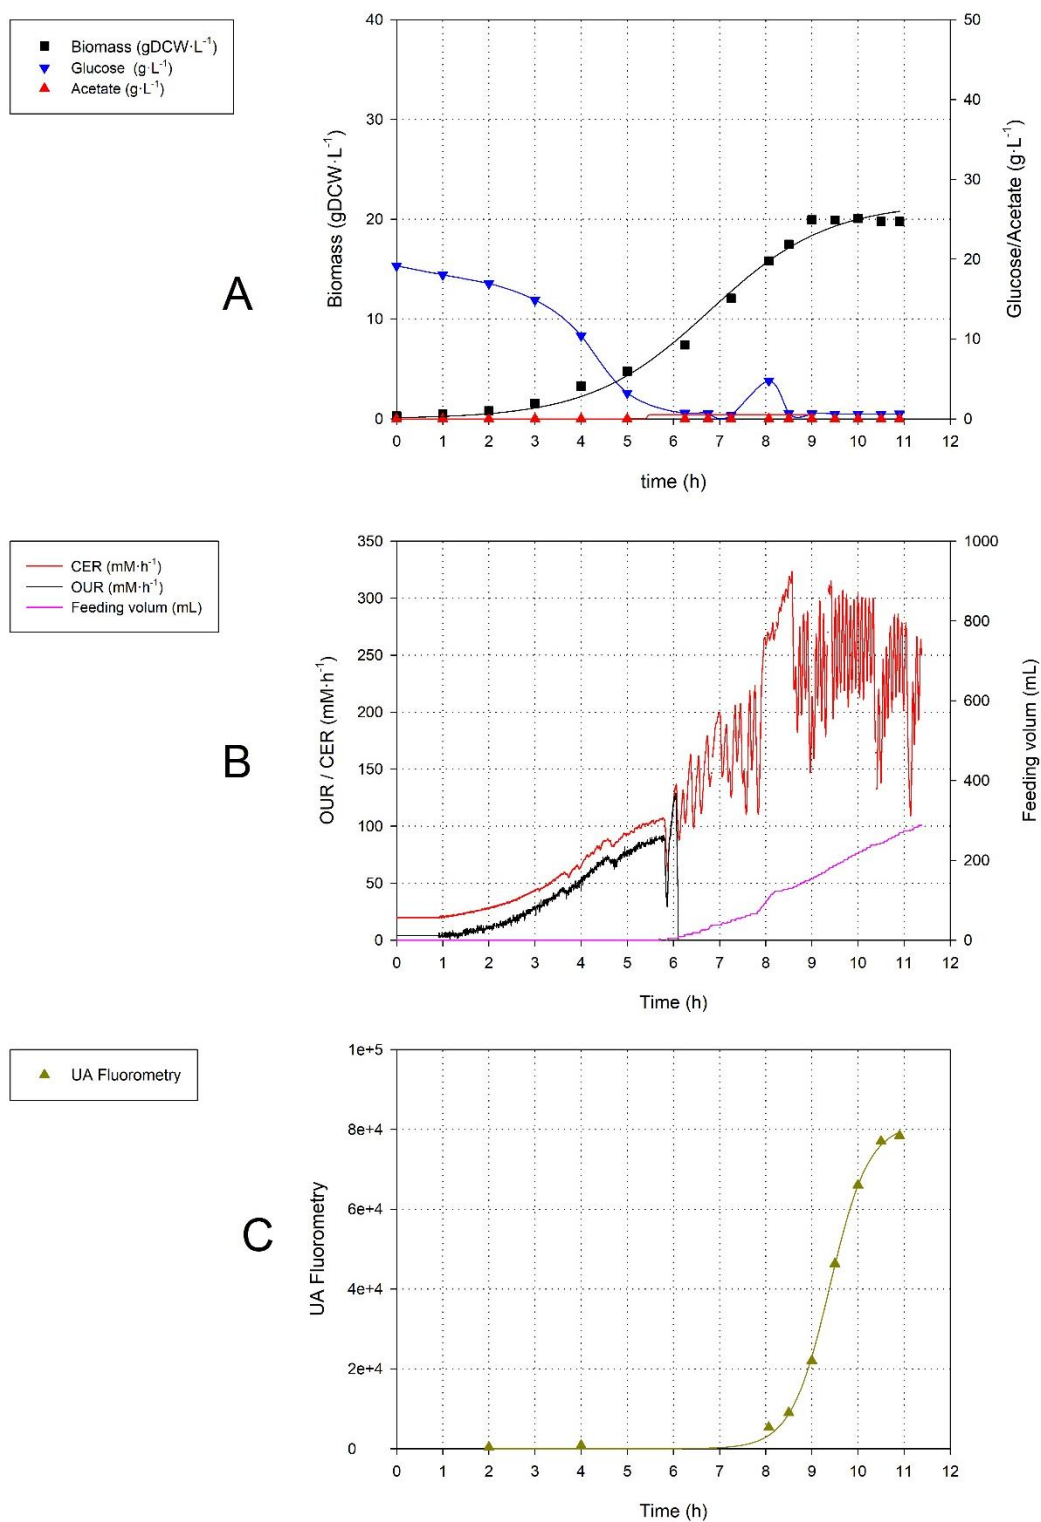 Biomass (gDCW·L⁻¹)
Glucose (g·L⁻¹)
Acetate (g·L⁻¹)
A
Biomass (gDCW·L⁻¹)
40
30
20
10
0
50
40
30
20
10
0
Glucose/Acetate (g·L⁻¹)
0 1 2 3 4 5 6 7 8 9 10 11 12
time (h)
CER (mM·h⁻¹)
OUR (mM·h⁻¹)
Feeding volum (mL)
B
OUR / CER (mM·h⁻¹)
350
300
250
200
150
100
50
0
1000
800
600
400
200
0
Feeding volum (mL)
0 1 2 3 4 5 6 7 8 9 10 11 12
Time (h)
UA Fluorometry
C
UA Fluorometry
1e+5
8e+4
6e+4
4e+4
2e+4
0
0 1 2 3 4 5 6 7 8 9 10 11 12
Time (h)